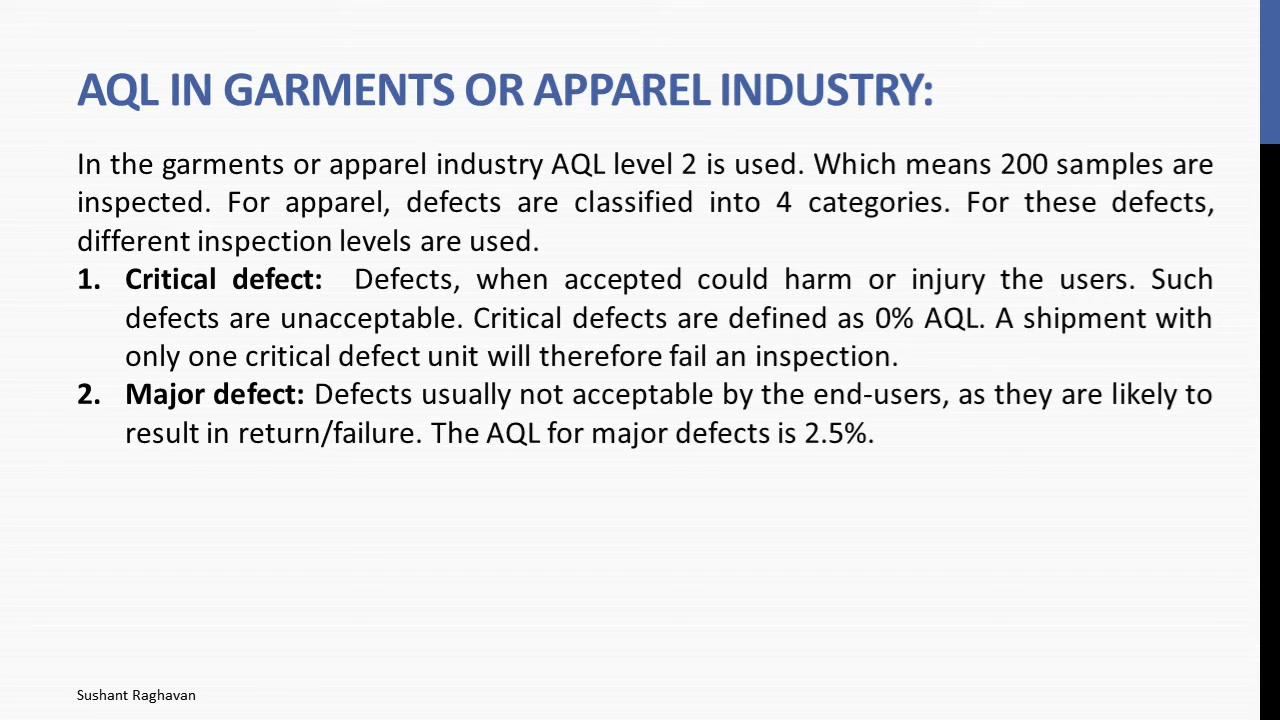 AQL IN GARMENTS OR APPAREL INDUSTRY:
In the garments or apparel industry AQL level 2 is used. Which means 200 samples are
inspected. For apparel, defects are classified into 4 categories. For these defects,
different inspection levels are used.
1. Critical defect: Defects, when accepted could harm or injury the users. Such
defects are unacceptable. Critical defects are defined as 0% AQL. A shipment with
only one critical defect unit will therefore fail an inspection.
2. Major defect: Defects usually not acceptable by the end-users, as they are likely to
result in return/failure. The AQL for major defects is 2.5%.
Sushant Raghavan